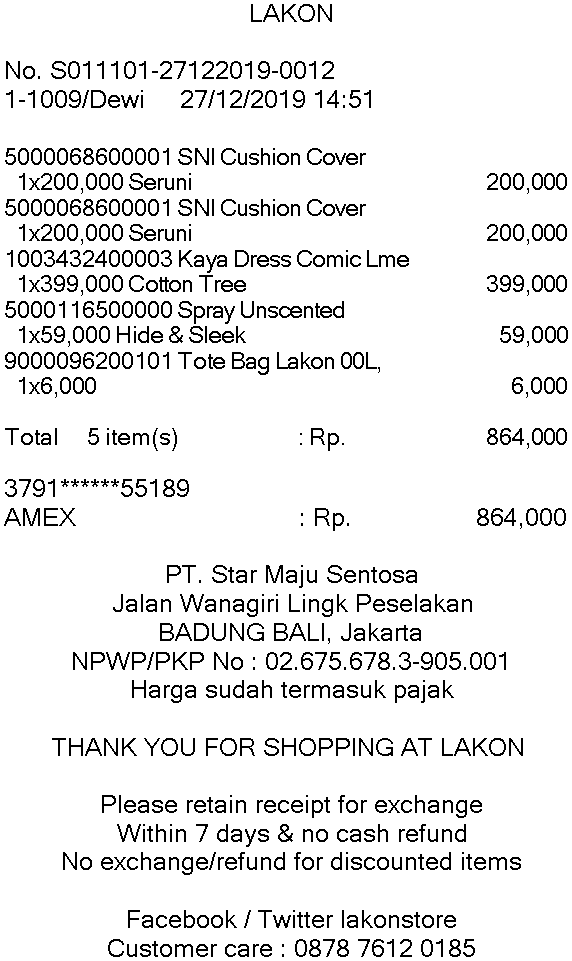 LAKON
No. S011101-27122019-0012
1-1009/Dewi 27/12/2019 14:51
5000068600001 SNI Cushion Cover
1x200,000 Seruni 200,000
5000068600001 SNI Cushion Cover
1x200,000 Seruni 200,000
1003432400003 Kaya Dress Comic Lme
1x399,000 Cotton Tree 399,000
5000116500000 Spray Unscented
1x59,000 Hide & Sleek 59,000
9000096200101 Tote Bag Lakon 00L,
1x6,000 6,000
Total 5 item(s) : Rp. 864,000
3791******55189
AMEX : Rp. 864,000
PT. Star Maju Sentosa
Jalan Wanagiri Lingk Peselakan
BADUNG BALI, Jakarta
NPWP/PKP No : 02.675.678.3-905.001
Harga sudah termasuk pajak
THANK YOU FOR SHOPPING AT LAKON
Please retain receipt for exchange
Within 7 days & no cash refund
No exchange/refund for discounted items
Facebook / Twitter lakonstore
Customer care : 0878 7612 0185